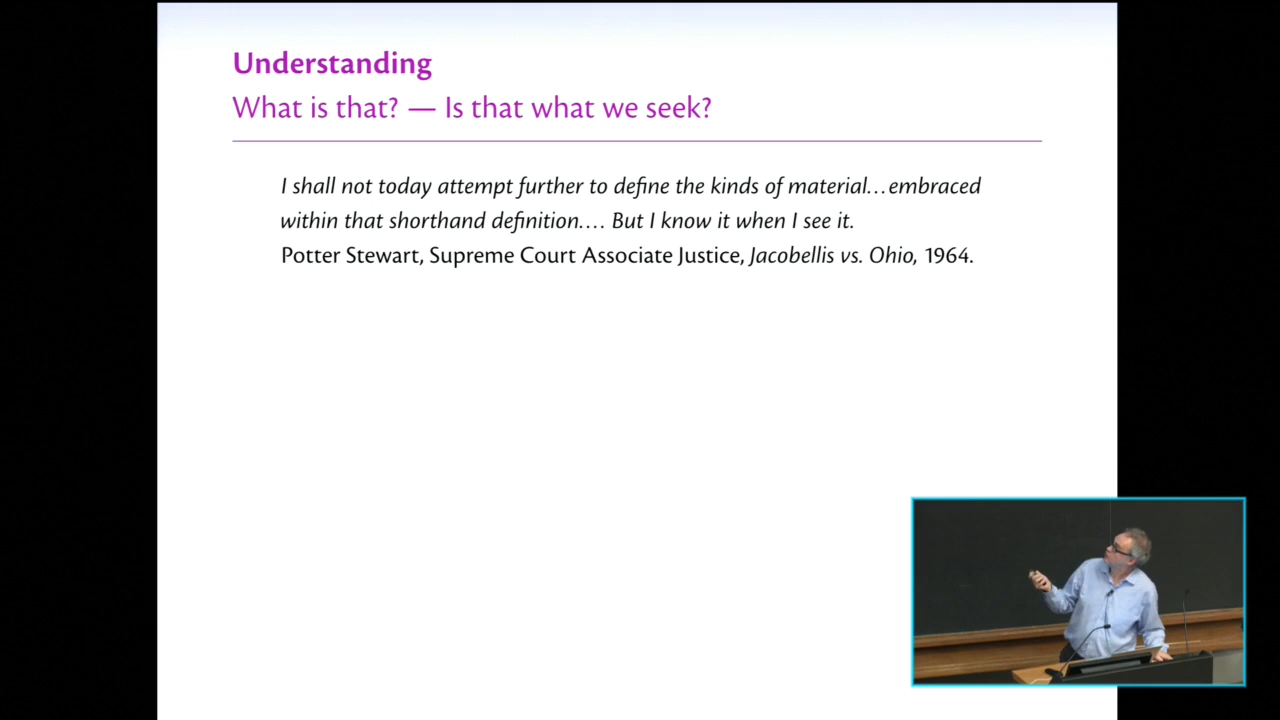 Understanding
What is that? — Is that what we seek?
I shall not today attempt further to define the kinds of material…embraced
within that shorthand definition…. But I know it when I see it.
Potter Stewart, Supreme Court Associate Justice, Jacobellis vs. Ohio, 1964.